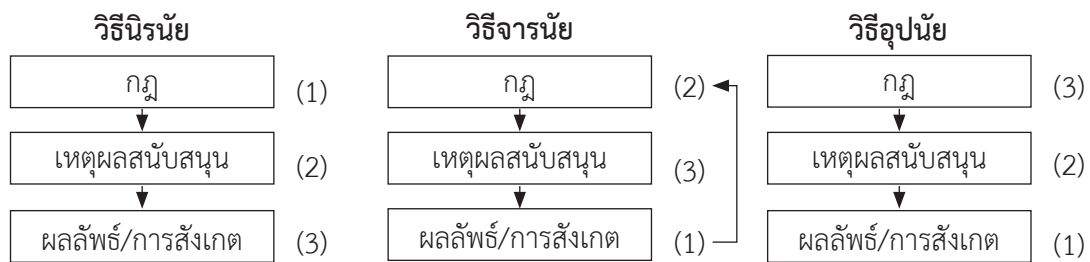 วิธีนิรนัย วิธีจารนัย วิธีอุปนัย
กฎ (1) กฎ (2) กฎ (3)
เหตุผลสนับสนุน (2) เหตุผลสนับสนุน (3) เหตุผลสนับสนุน (2)
ผลลัพธ์/การสังเกต (3) ผลลัพธ์/การสังเกต (1) ผลลัพธ์/การสังเกต (1)